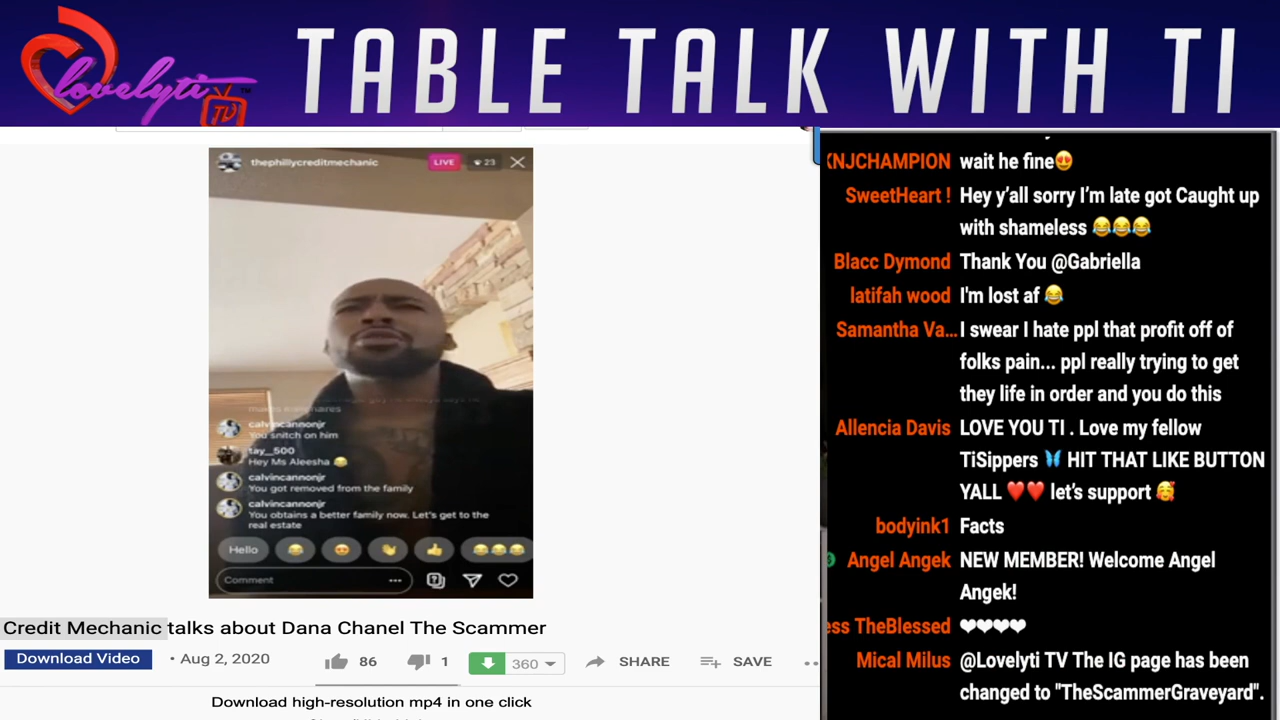 lovelyti TV
TABLE TALK WITH TI
thephillycreditmechanic
LIVE
23
makes millionaires
calvincannonjr
You snitch on him
tay__500
Hey Ms Aleesha 😂
calvincannonjr
You got removed from the family
calvincannonjr
You obtains a better family now. Let's get to the
real estate
Hello 😂 😍 👏 👍 😂😂😂
Comment
Credit Mechanic talks about Dana Chanel The Scammer
Download Video • Aug 2, 2020 86 1 360 SHARE SAVE
Download high-resolution mp4 in one click
KNJCHAMPION wait he fine😍
SweetHeart ! Hey y'all sorry I'm late got Caught up
with shameless 😂😂😂
Blacc Dymond Thank You @Gabriella
latifah wood I'm lost af 😂
Samantha Va… I swear I hate ppl that profit off of
folks pain... ppl really trying to get
they life in order and you do this
Allencia Davis LOVE YOU TI . Love my fellow
TiSippers 🦋 HIT THAT LIKE BUTTON
YALL ❤️❤️ let's support 🥰
bodyink1 Facts
Angel Angek NEW MEMBER! Welcome Angel
Angek!
ess TheBlessed ❤❤❤❤
Mical Milus @Lovelyti TV The IG page has been
changed to "TheScammerGraveyard".